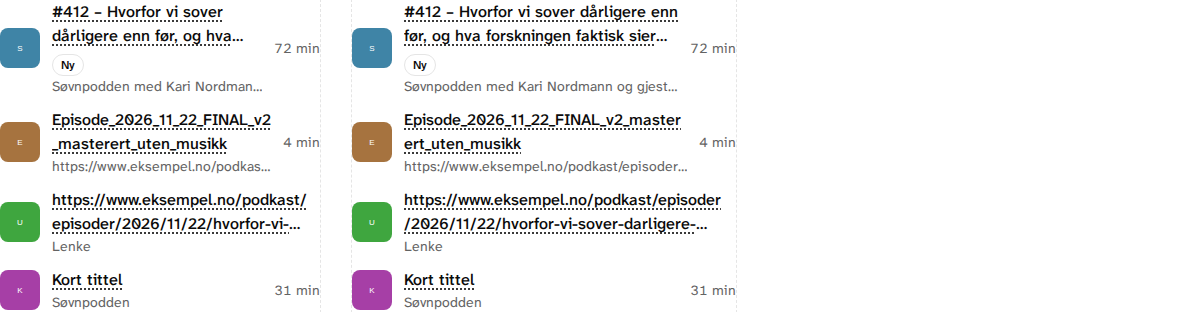 #412 – Hvorfor vi sover
dårligere enn før, og hva...
S
72 min
Ny
Søvnpodden med Kari Nordman...
Episode_2026_11_22_FINAL_v2
_masterert_uten_musikk
E
4 min
https://www.eksempel.no/podkas...
https://www.eksempel.no/podkast/
episoder/2026/11/22/hvorfor-vi-...
U
Lenke
Kort tittel
K
31 min
Søvnpodden
#412 – Hvorfor vi sover dårligere enn
før, og hva forskningen faktisk sier...
S
72 min
Ny
Søvnpodden med Kari Nordmann og gjest...
Episode_2026_11_22_FINAL_v2_master
ert_uten_musikk
E
4 min
https://www.eksempel.no/podkast/episoder...
https://www.eksempel.no/podkast/episoder
/2026/11/22/hvorfor-vi-sover-darligere-...
U
Lenke
Kort tittel
K
31 min
Søvnpodden